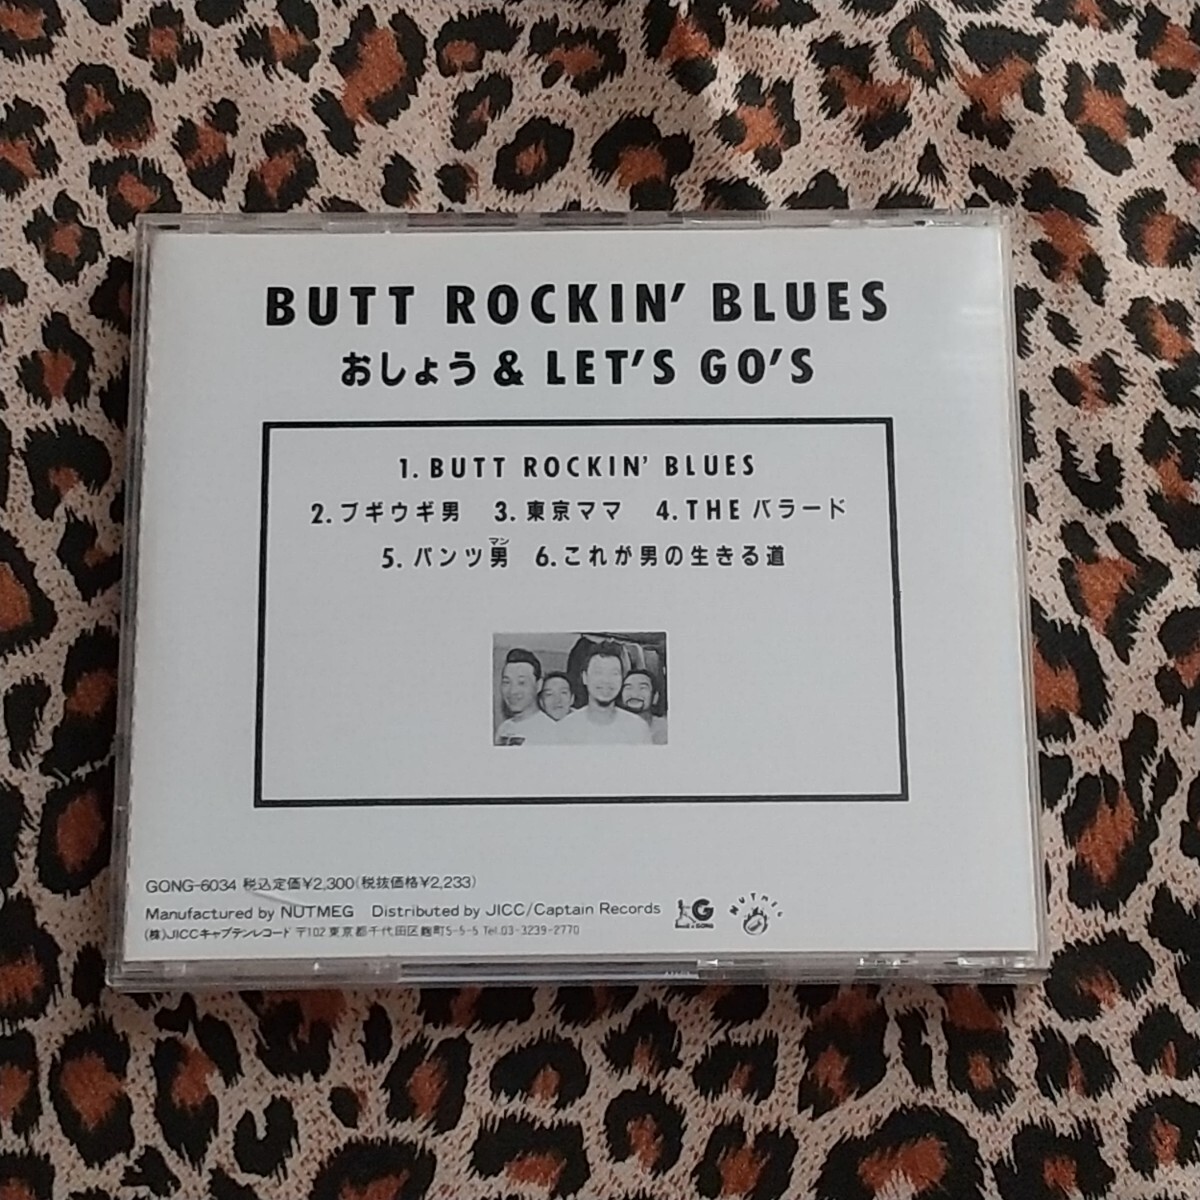 BUTT ROCKIN' BLUES
おしょう & LET'S GO'S
1. BUTT ROCKIN' BLUES
2. ブギウギ男 3. 東京ママ 4. THE バラード
マン
5. パンツ男 6. これが男の生きる道
GONG-6034 税込定価¥2,300(税抜価格¥2,233)
Manufactured by NUTMEG Distributed by JICC/Captain Records
(株)JICCキャプテンレコード 〒102 東京都千代田区麹町5-5-5 Tel.03-3239-2770
G
NUTMEG